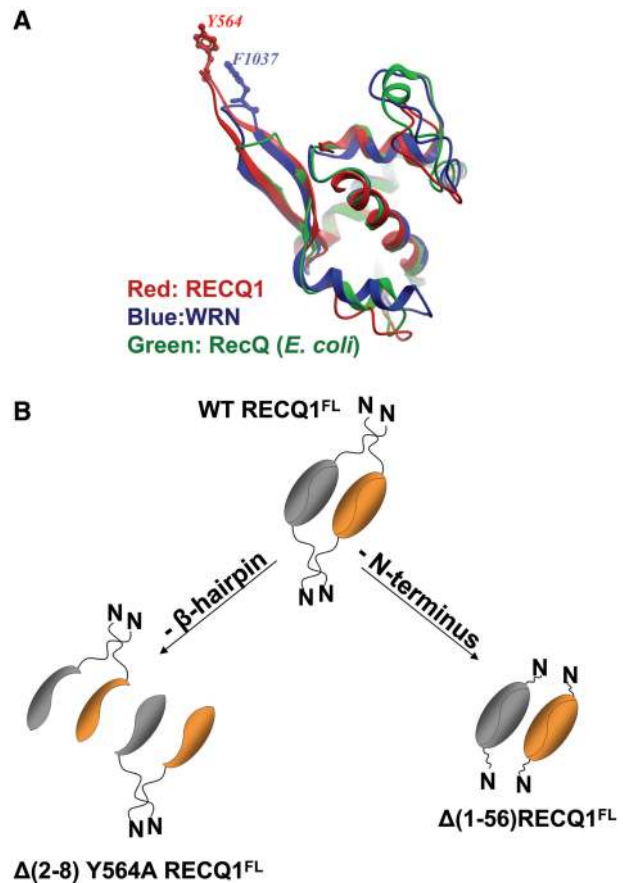 A
Y564
F1037
Red: RECQ1
Blue:WRN
Green: RecQ (E. coli)
B
WT RECQ1FL
N N
- β-hairpin
- N-terminus
N N
N N
N N
N N
N N
Δ(1-56)RECQ1FL
Δ(2-8) Y564A RECQ1FL